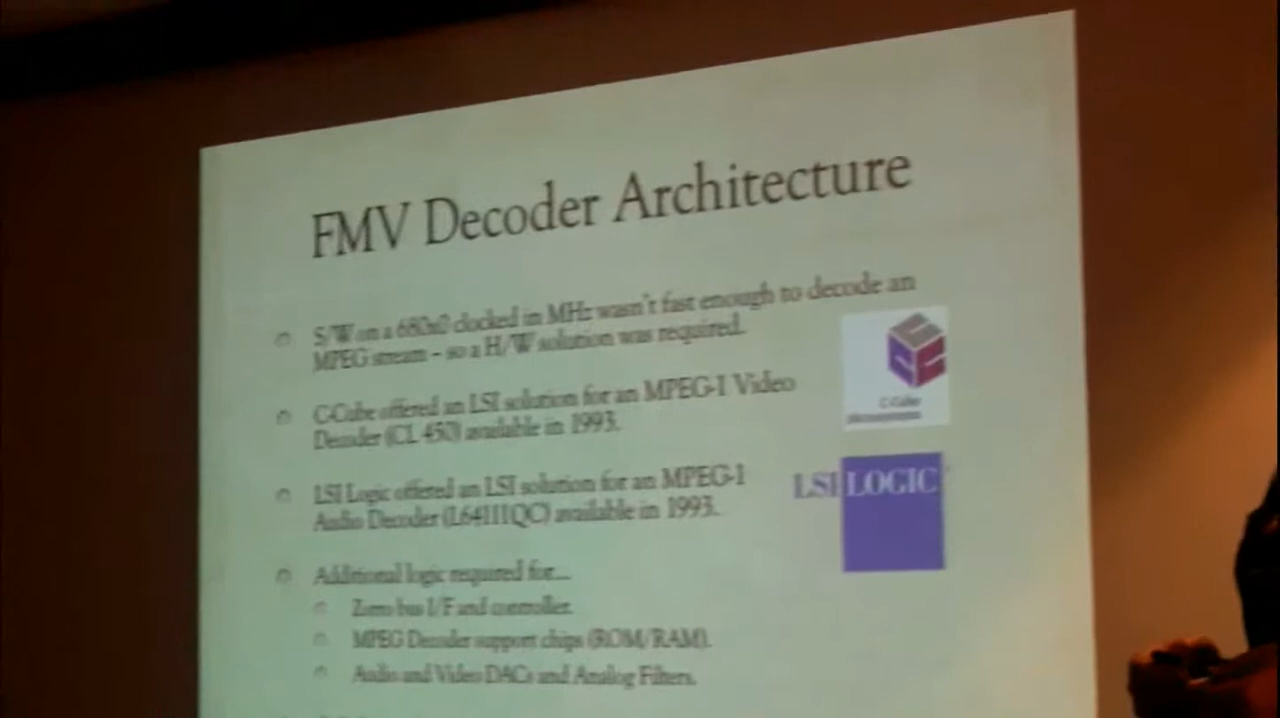 FMV Decoder Architecture
S/W on a 680x0 clocked in MHz wasn't fast enough to decode an
MPEG stream – so a H/W solution was required.
C-Cube offered an LSI solution for an MPEG-1 Video
Decoder (CL 450) available in 1993.
C-Cube
LSI Logic offered an LSI solution for an MPEG-1
Audio Decoder (L64111QC) available in 1993.
LSI LOGIC
Additional logic required for...
Zorro bus I/F and controller.
MPEG Decoder support chips (ROM/RAM).
Audio and Video DACs and Analog Filters.